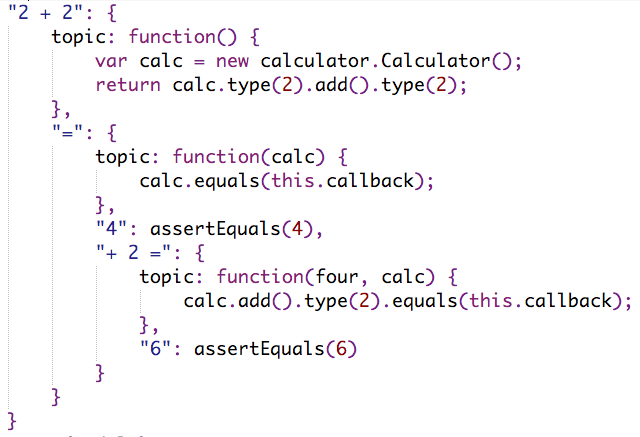 "2 + 2": {
    topic: function() {
        var calc = new calculator.Calculator();
        return calc.type(2).add().type(2);
    },
    "=": {
        topic: function(calc) {
            calc.equals(this.callback);
        },
        "4": assertEquals(4),
        "+ 2 =": {
            topic: function(four, calc) {
                calc.add().type(2).equals(this.callback);
            },
            "6": assertEquals(6)
        }
    }
}